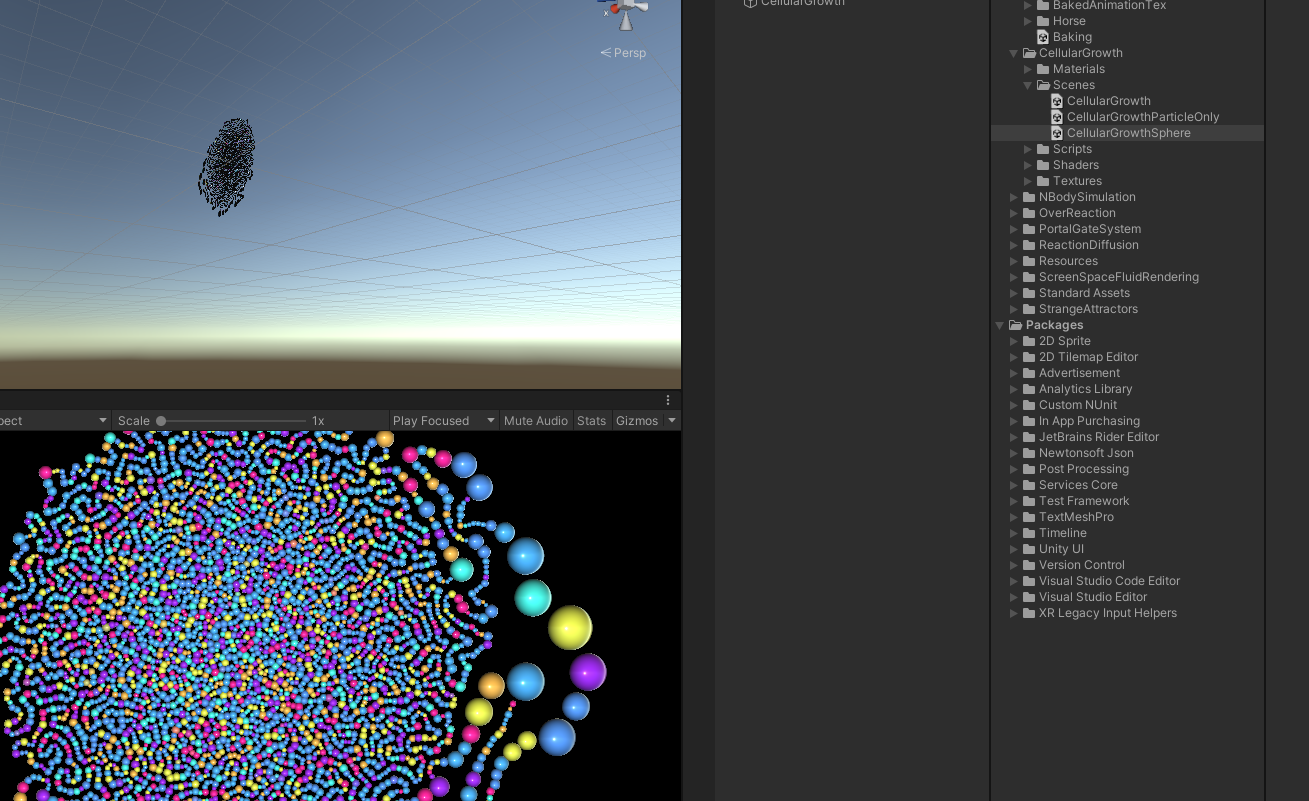 x
Persp
pect
Scale
1x
Play Focused
Mute Audio
Stats
Gizmos
CellularGrowth
BakedAnimationTex
Horse
Baking
CellularGrowth
Materials
Scenes
CellularGrowth
CellularGrowthParticleOnly
CellularGrowthSphere
Scripts
Shaders
Textures
NBodySimulation
OverReaction
PortalGateSystem
ReactionDiffusion
Resources
ScreenSpaceFluidRendering
Standard Assets
StrangeAttractors
Packages
2D Sprite
2D Tilemap Editor
Advertisement
Analytics Library
Custom NUnit
In App Purchasing
JetBrains Rider Editor
Newtonsoft Json
Post Processing
Services Core
Test Framework
TextMeshPro
Timeline
Unity UI
Version Control
Visual Studio Code Editor
Visual Studio Editor
XR Legacy Input Helpers